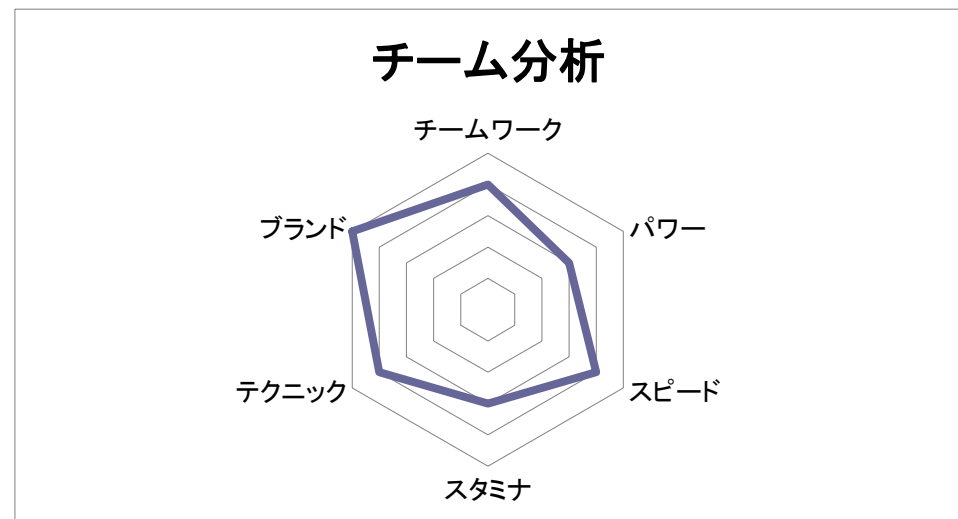 チーム分析
チームワーク
ブランド
パワー
テクニック
スピード
スタミナ